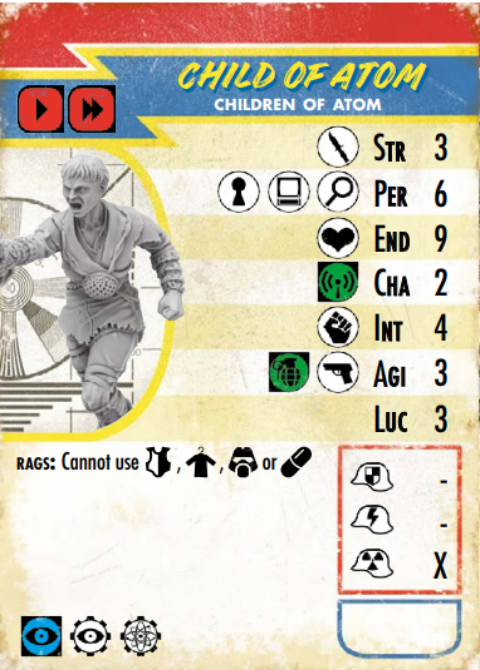 CHILD OF ATOM
CHILDREN OF ATOM
STR 3
PER 6
END 9
CHA 2
INT 4
AGI 3
LUC 3
RAGS: Cannot use , , or
-
-
X